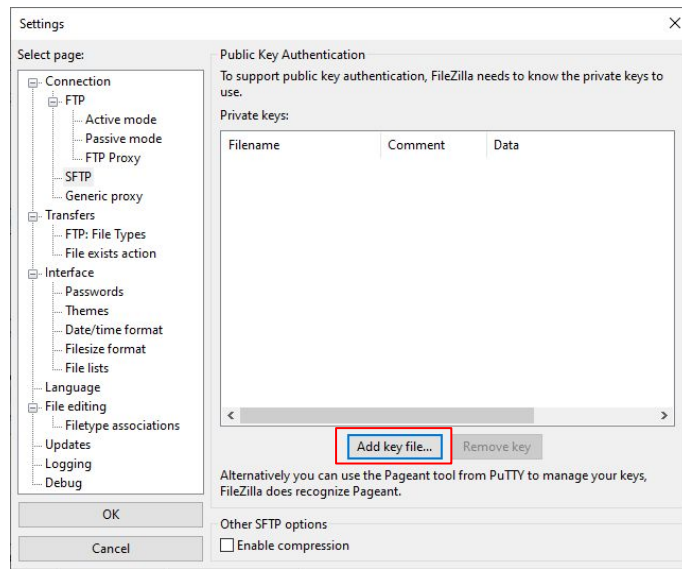 Settings
Select page:
Connection
FTP
Active mode
Passive mode
FTP Proxy
SFTP
Generic proxy
Transfers
FTP: File Types
File exists action
Interface
Passwords
Themes
Date/time format
Filesize format
File lists
Language
File editing
Filetype associations
Updates
Logging
Debug
OK
Cancel
Public Key Authentication
To support public key authentication, FileZilla needs to know the private keys to
use.
Private keys:
Filename Comment Data
Add key file... Remove key
Alternatively you can use the Pageant tool from PuTTY to manage your keys,
FileZilla does recognize Pageant.
Other SFTP options
Enable compression